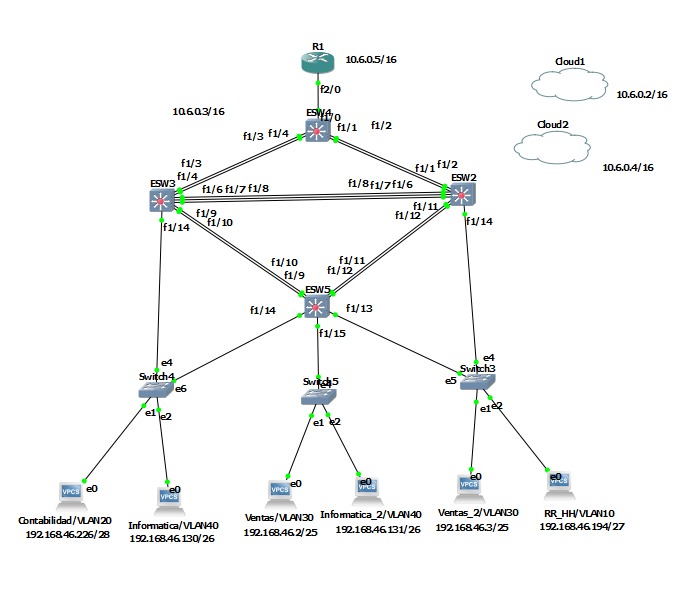 R1
10.6.0.5/16
f2/0
Cloud1
10.6.0.2/16
Cloud2
10.6.0.4/16
10.6.0.3/16
ESW4
f1/0
f1/3 f1/4
f1/1 f1/2
f1/3
f1/4
ESW3
f1/1 f1/2
ESW2
f1/6 f1/7 f1/8
f1/8 f1/7 f1/6
f1/9
f1/10
f1/14
f1/11
f1/12
f1/14
f1/10
f1/9
f1/11
f1/12
ESW5
f1/14
f1/13
f1/15
e4
Switch4
e6
Switch5
e4
e4
Switch3
e5
e1 e2
e1 e2
e1 e2
e0
VPCS
Contabilidad/VLAN20
192.168.46.226/28
e0
VPCS
Informatica/VLAN40
192.168.46.130/26
e0
VPCS
Ventas/VLAN30
192.168.46.2/25
e0
VPCS
Informatica_2/VLAN40
192.168.46.131/26
e0
VPCS
Ventas_2/VLAN30
192.168.46.3/25
e0
VPCS
RR_HH/VLAN10
192.168.46.194/27